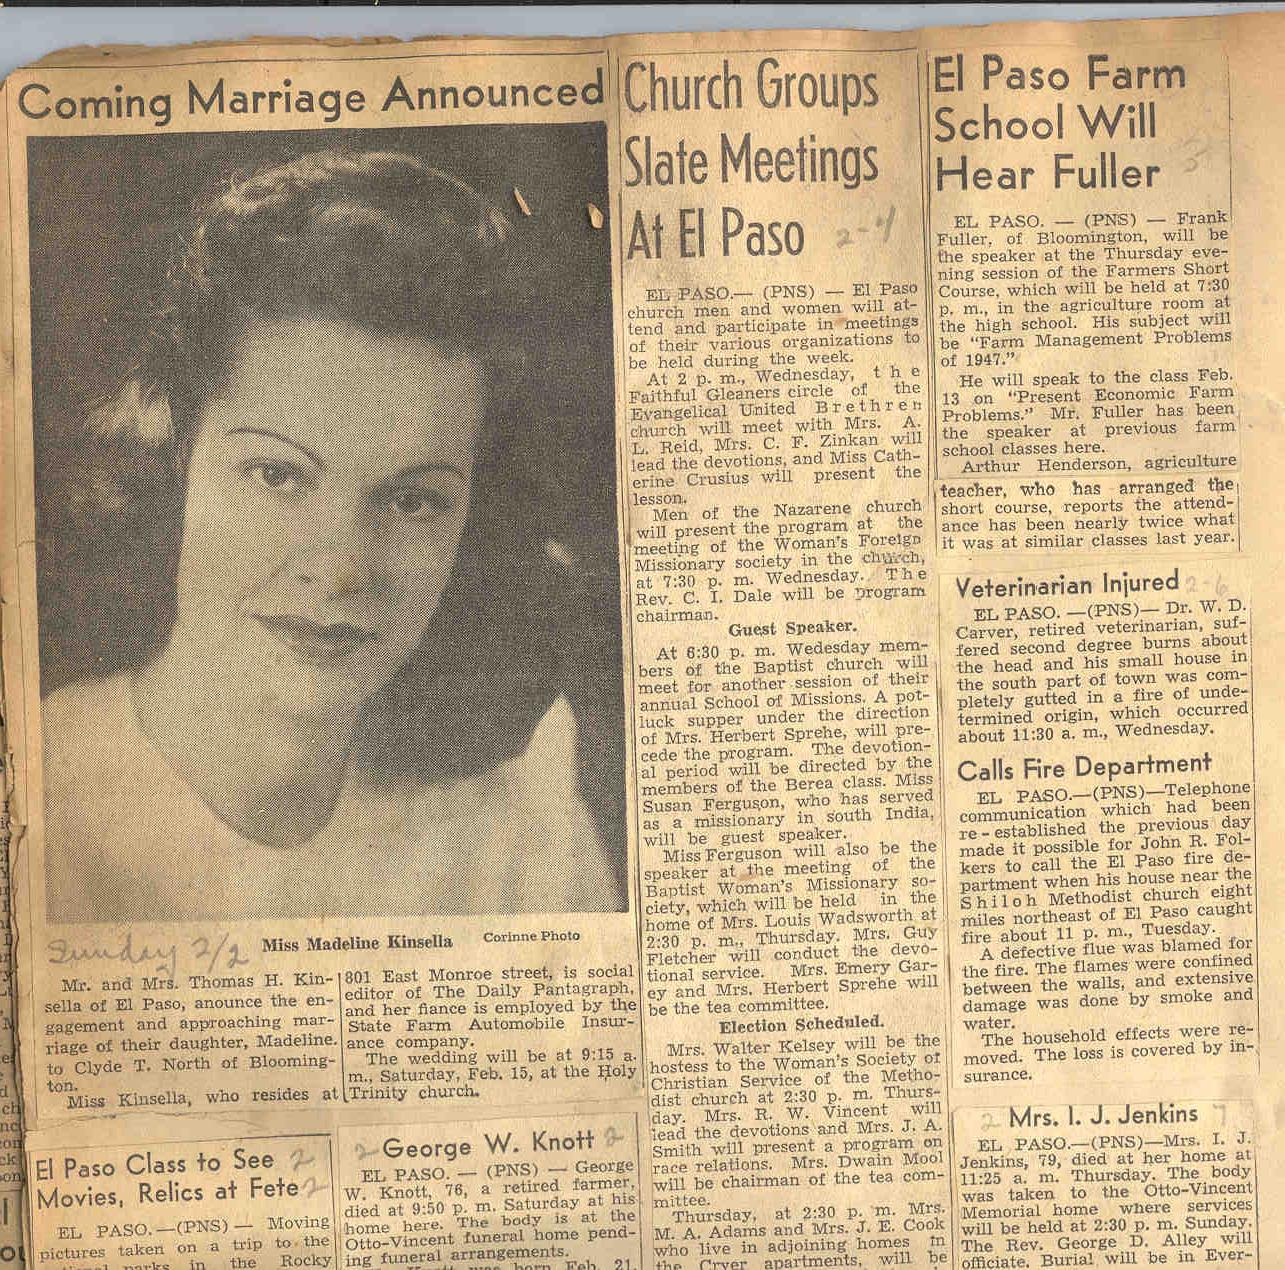 Coming Marriage Announced
Sunday 2/2
Miss Madeline Kinsella
Corinne Photo
Mr. and Mrs. Thomas H. Kin-
sella of El Paso, anounce the en-
gagement and approaching mar-
riage of their daughter, Madeline.
to Clyde T. North of Blooming-
ton.
Miss Kinsella, who resides at
801 East Monroe street, is social
editor of The Daily Pantagraph,
and her fiance is employed by the
State Farm Automobile Insur-
ance company.
The wedding will be at 9:15 a.
m., Saturday, Feb. 15, at the Holy
Trinity church.
El Paso Class to See
Movies, Relics at Fete
2
2
EL PASO.—(PNS) — Moving
pictures taken on a trip to the
parks in the Rocky
2
George W. Knott
2
EL PASO. — (PNS) — George
W. Knott, 76, a retired farmer,
died at 9:50 p. m. Saturday at his
home here. The body is at the
Otto-Vincent funeral home pend-
ing funeral arrangements.
Knott was born Feb. 21,
Church Groups
Slate Meetings
At El Paso
2-4
EL PASO.— (PNS) — El Paso
church men and women will at-
tend and participate in meetings
of their various organizations to
be held during the week.
At 2 p. m., Wednesday, the
Faithful Gleaners circle of the
Evangelical United Brethren
church will meet with Mrs. A.
L. Reid, Mrs. C. F. Zinkan will
lead the devotions, and Miss Cath-
erine Crusius will present the
lesson.
Men of the Nazarene church
will present the program at the
meeting of the Woman's Foreign
Missionary society in the church,
at 7:30 p. m. Wednesday. The
Rev. C. I. Dale will be program
chairman.
Guest Speaker.
At 6:30 p. m. Wedesday mem-
bers of the Baptist church will
meet for another session of their
annual School of Missions. A pot-
luck supper under the direction
of Mrs. Herbert Sprehe, will pre-
cede the program. The devotion-
al period will be directed by the
members of the Berea class. Miss
Susan Ferguson, who has served
as a missionary in south India,
will be guest speaker.
Miss Ferguson will also be the
speaker at the meeting of the
Baptist Woman's Missionary so-
ciety, which will be held in the
home of Mrs. Louis Wadsworth at
2:30 p. m., Thursday. Mrs. Guy
Fletcher will conduct the devo-
tional service. Mrs. Emery Gar-
ey and Mrs. Herbert Sprehe will
be the tea committee.
Election Scheduled.
Mrs. Walter Kelsey will be the
hostess to the Woman's Society of
Christian Service of the Metho-
dist church at 2:30 p. m. Thurs-
day. Mrs. R. W. Vincent will
lead the devotions and Mrs. J. A.
Smith will present a program on
race relations. Mrs. Dwain Mool
will be chairman of the tea com-
mittee.
Thursday, at 2:30 p. m. Mrs.
M. A. Adams and Mrs. J. E. Cook
who live in adjoining homes in
the Cryer apartments, will be
El Paso Farm
School Will
Hear Fuller
EL PASO. — (PNS) — Frank
Fuller, of Bloomington, will be
the speaker at the Thursday eve-
ning session of the Farmers Short
Course, which will be held at 7:30
p. m., in the agriculture room at
the high school. His subject will
be "Farm Management Problems
of 1947."
He will speak to the class Feb.
13 on "Present Economic Farm
Problems." Mr. Fuller has been
the speaker at previous farm
school classes here.
Arthur Henderson, agriculture
teacher, who has arranged the
short course, reports the attend-
ance has been nearly twice what
it was at similar classes last year.
Veterinarian Injured
2-6
EL PASO. —(PNS)— Dr. W. D.
Carver, retired veterinarian, suf-
fered second degree burns about
the head and his small house in
the south part of town was com-
pletely gutted in a fire of unde-
termined origin, which occurred
about 11:30 a. m., Wednesday.
Calls Fire Department
EL PASO.—(PNS)—Telephone
communication which had been
re-established the previous day
made it possible for John R. Fol-
kers to call the El Paso fire de-
partment when his house near the
Shiloh Methodist church eight
miles northeast of El Paso caught
fire about 11 p. m., Tuesday.
A defective flue was blamed for
the fire. The flames were confined
between the walls, and extensive
damage was done by smoke and
water.
The household effects were re-
moved. The loss is covered by in-
surance.
2
Mrs. I. J. Jenkins
7
EL PASO.—(PNS)—Mrs. I. J.
Jenkins, 79, died at her home at
11:25 a. m. Thursday. The body
was taken to the Otto-Vincent
Memorial home where services
will be held at 2:30 p. m. Sunday.
The Rev. George D. Alley will
officiate. Burial will be in Ever-